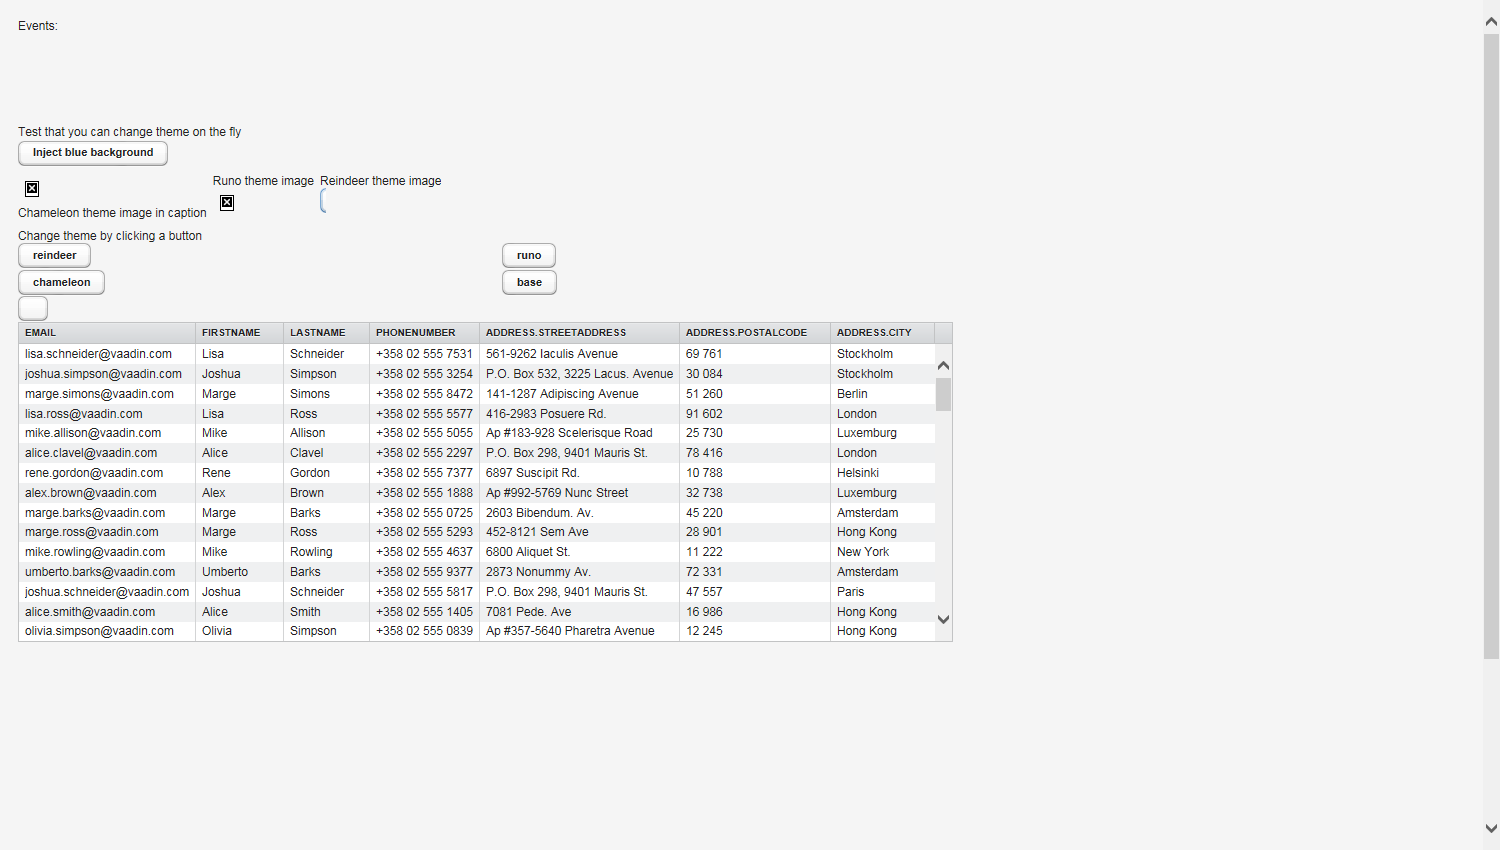 Events:
Test that you can change theme on the fly
Inject blue background
Runo theme image Reindeer theme image
Chameleon theme image in caption
Change theme by clicking a button
reindeer runo
chameleon base
EMAIL FIRSTNAME LASTNAME PHONENUMBER ADDRESS.STREETADDRESS ADDRESS.POSTALCODE ADDRESS.CITY
lisa.schneider@vaadin.com Lisa Schneider +358 02 555 7531 561-9262 Iaculis Avenue 69 761 Stockholm
joshua.simpson@vaadin.com Joshua Simpson +358 02 555 3254 P.O. Box 532, 3225 Lacus. Avenue 30 084 Stockholm
marge.simons@vaadin.com Marge Simons +358 02 555 8472 141-1287 Adipiscing Avenue 51 260 Berlin
lisa.ross@vaadin.com Lisa Ross +358 02 555 5577 416-2983 Posuere Rd. 91 602 London
mike.allison@vaadin.com Mike Allison +358 02 555 5055 Ap #183-928 Scelerisque Road 25 730 Luxemburg
alice.clavel@vaadin.com Alice Clavel +358 02 555 2297 P.O. Box 298, 9401 Mauris St. 78 416 London
rene.gordon@vaadin.com Rene Gordon +358 02 555 7377 6897 Suscipit Rd. 10 788 Helsinki
alex.brown@vaadin.com Alex Brown +358 02 555 1888 Ap #992-5769 Nunc Street 32 738 Luxemburg
marge.barks@vaadin.com Marge Barks +358 02 555 0725 2603 Bibendum. Av. 45 220 Amsterdam
marge.ross@vaadin.com Marge Ross +358 02 555 5293 452-8121 Sem Ave 28 901 Hong Kong
mike.rowling@vaadin.com Mike Rowling +358 02 555 4637 6800 Aliquet St. 11 222 New York
umberto.barks@vaadin.com Umberto Barks +358 02 555 9377 2873 Nonummy Av. 72 331 Amsterdam
joshua.schneider@vaadin.com Joshua Schneider +358 02 555 5817 P.O. Box 298, 9401 Mauris St. 47 557 Paris
alice.smith@vaadin.com Alice Smith +358 02 555 1405 7081 Pede. Ave 16 986 Hong Kong
olivia.simpson@vaadin.com Olivia Simpson +358 02 555 0839 Ap #357-5640 Pharetra Avenue 12 245 Hong Kong